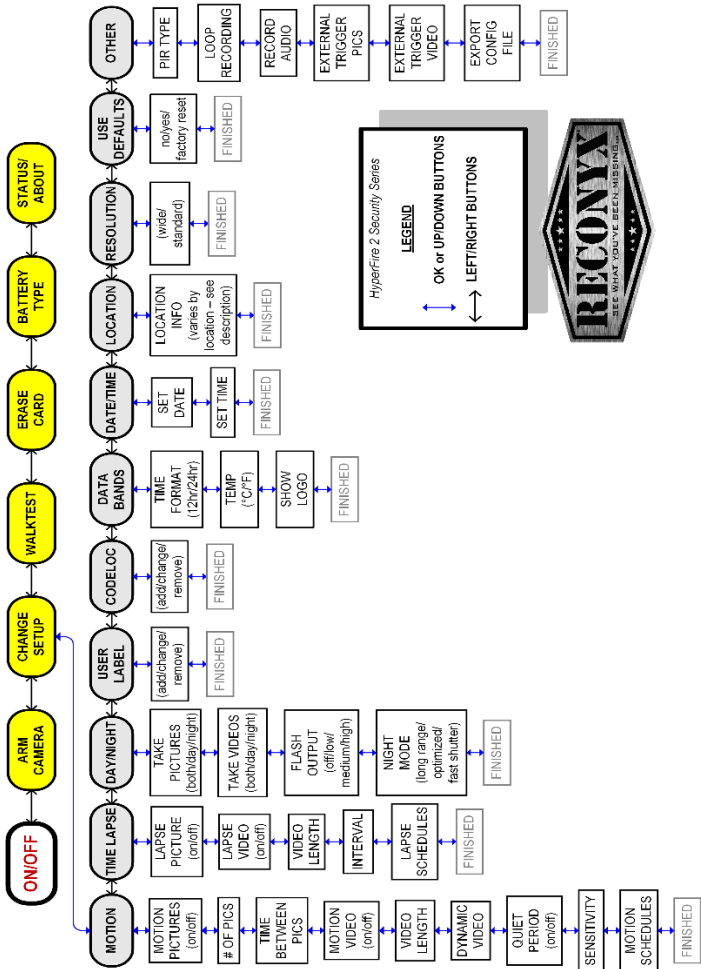 ON/OFF
ARM
CAMERA
CHANGE
SETUP
WALKTEST
ERASE
CARD
BATTERY
TYPE
STATUS/
ABOUT
MOTION
MOTION
PICTURES
(on/off)
# OF PICS
TIME
BETWEEN
PICS
MOTION
VIDEO
(on/off)
VIDEO
LENGTH
DYNAMIC
VIDEO
QUIET
PERIOD
(on/off)
SENSITIVITY
MOTION
SCHEDULES
FINISHED
TIME LAPSE
LAPSE
PICTURE
(on/off)
LAPSE
VIDEO
(on/off)
VIDEO
LENGTH
INTERVAL
LAPSE
SCHEDULES
FINISHED
DAY/NIGHT
TAKE
PICTURES
(both/day/night)
TAKE VIDEOS
(both/day/night)
FLASH
OUTPUT
(off/low/
medium/high)
NIGHT
MODE
(long range/
optimized/
fast shutter)
FINISHED
USER
LABEL
(add/change/
remove)
FINISHED
CODELOC
(add/change/
remove)
FINISHED
DATA
BANDS
TIME
FORMAT
(12hr/24hr)
TEMP
(°C/°F)
SHOW
LOGO
FINISHED
DATE/TIME
SET
DATE
SET TIME
FINISHED
LOCATION
LOCATION
INFO
(varies by
location – see
description)
FINISHED
RESOLUTION
(wide/
standard)
FINISHED
USE
DEFAULTS
no/yes/
factory reset
FINISHED
OTHER
PIR TYPE
LOOP
RECORDING
RECORD
AUDIO
EXTERNAL
TRIGGER
PICS
EXTERNAL
TRIGGER
VIDEO
EXPORT
CONFIG
FILE
FINISHED
HyperFire 2 Security Series
LEGEND
OK or UP/DOWN BUTTONS
LEFT/RIGHT BUTTONS
RECONYX
SEE WHAT YOU'VE BEEN MISSING...